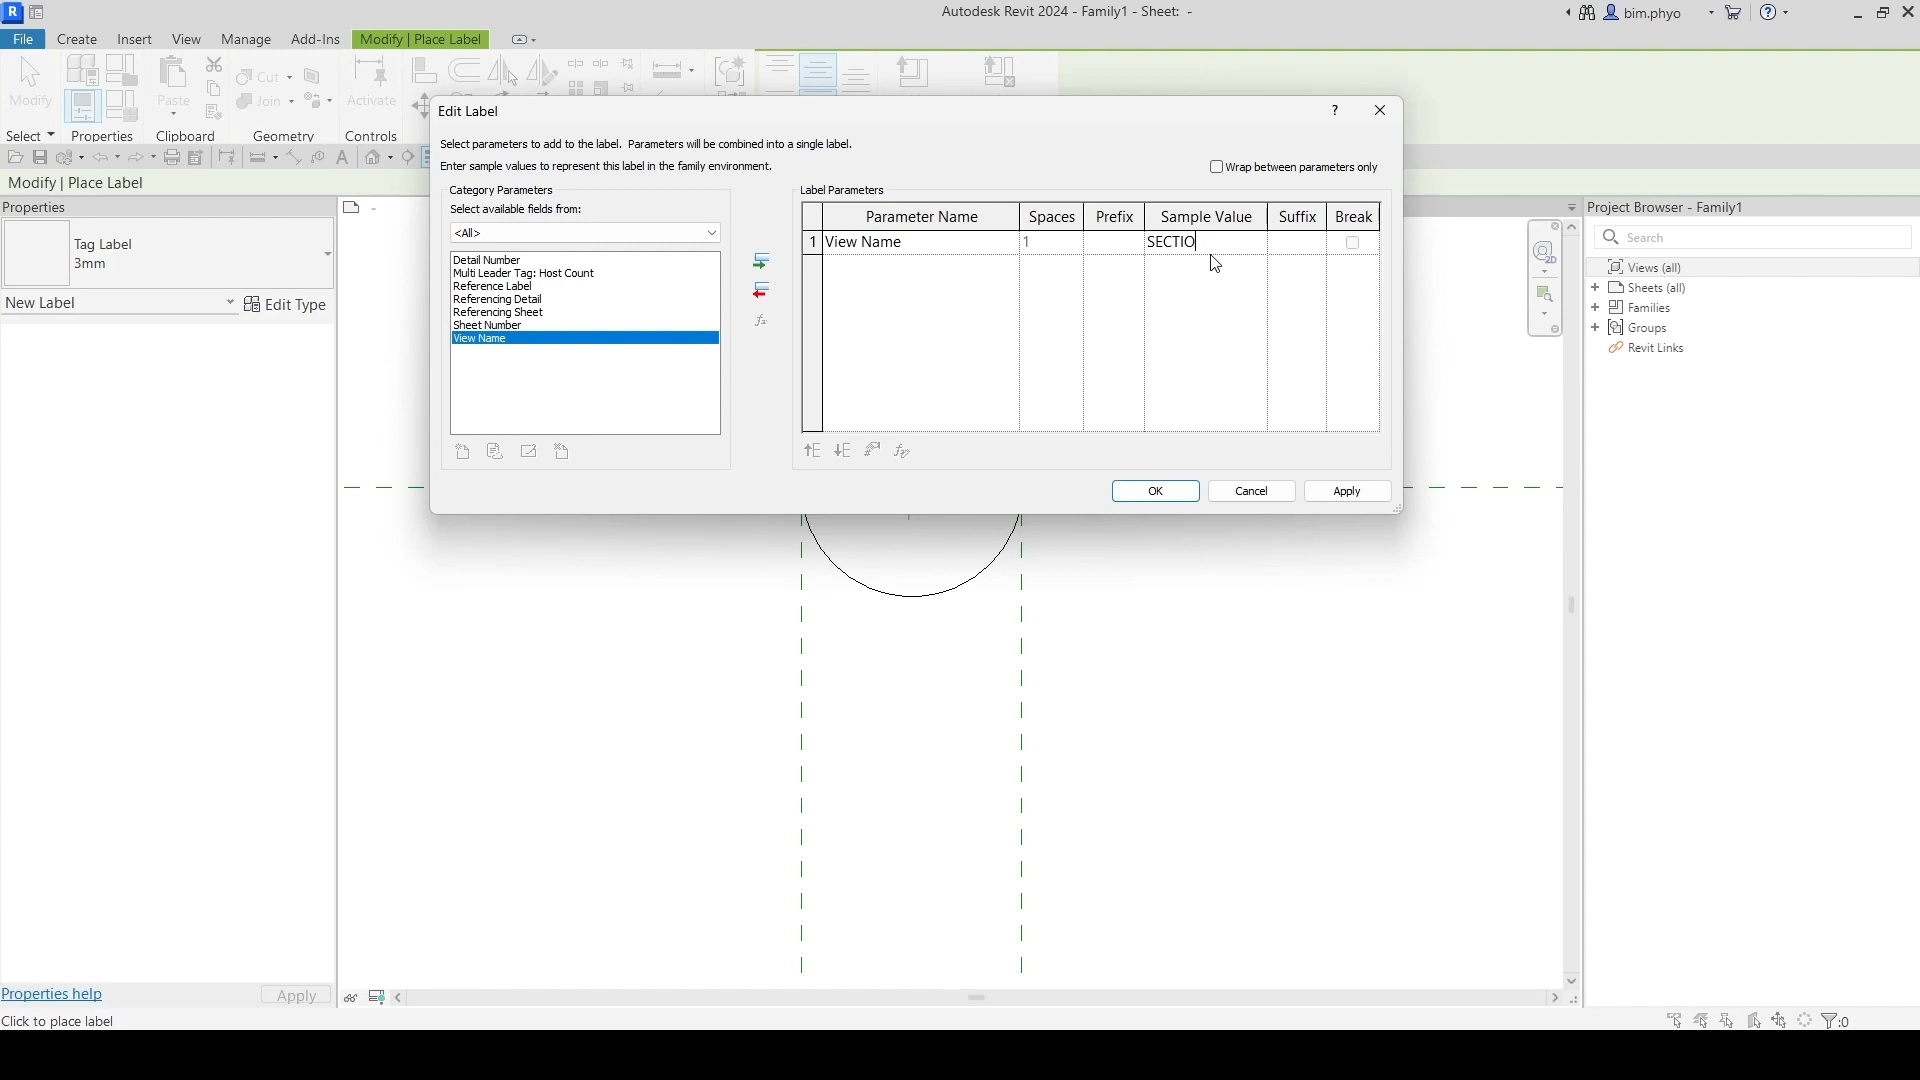 Autodesk Revit 2024 - Family1 - Sheet: -
bim.phyo
File Create Insert View Manage Add-Ins Modify | Place Label
Modify Paste Cut Join Activate
Select Properties Clipboard Geometry Controls
Modify | Place Label
Properties
Tag Label
3mm
New Label
Edit Type
Properties help
Apply
Click to place label
Edit Label
Select parameters to add to the label. Parameters will be combined into a single label.
Enter sample values to represent this label in the family environment.
Wrap between parameters only
Category Parameters
Select available fields from:
<All>
Detail Number
Multi Leader Tag: Host Count
Reference Label
Referencing Detail
Referencing Sheet
Sheet Number
View Name
Label Parameters
Parameter Name Spaces Prefix Sample Value Suffix Break
1 View Name 1 SECTIO
OK Cancel Apply
2D
Project Browser - Family1
Search
Views (all)
Sheets (all)
Families
Groups
Revit Links
:0